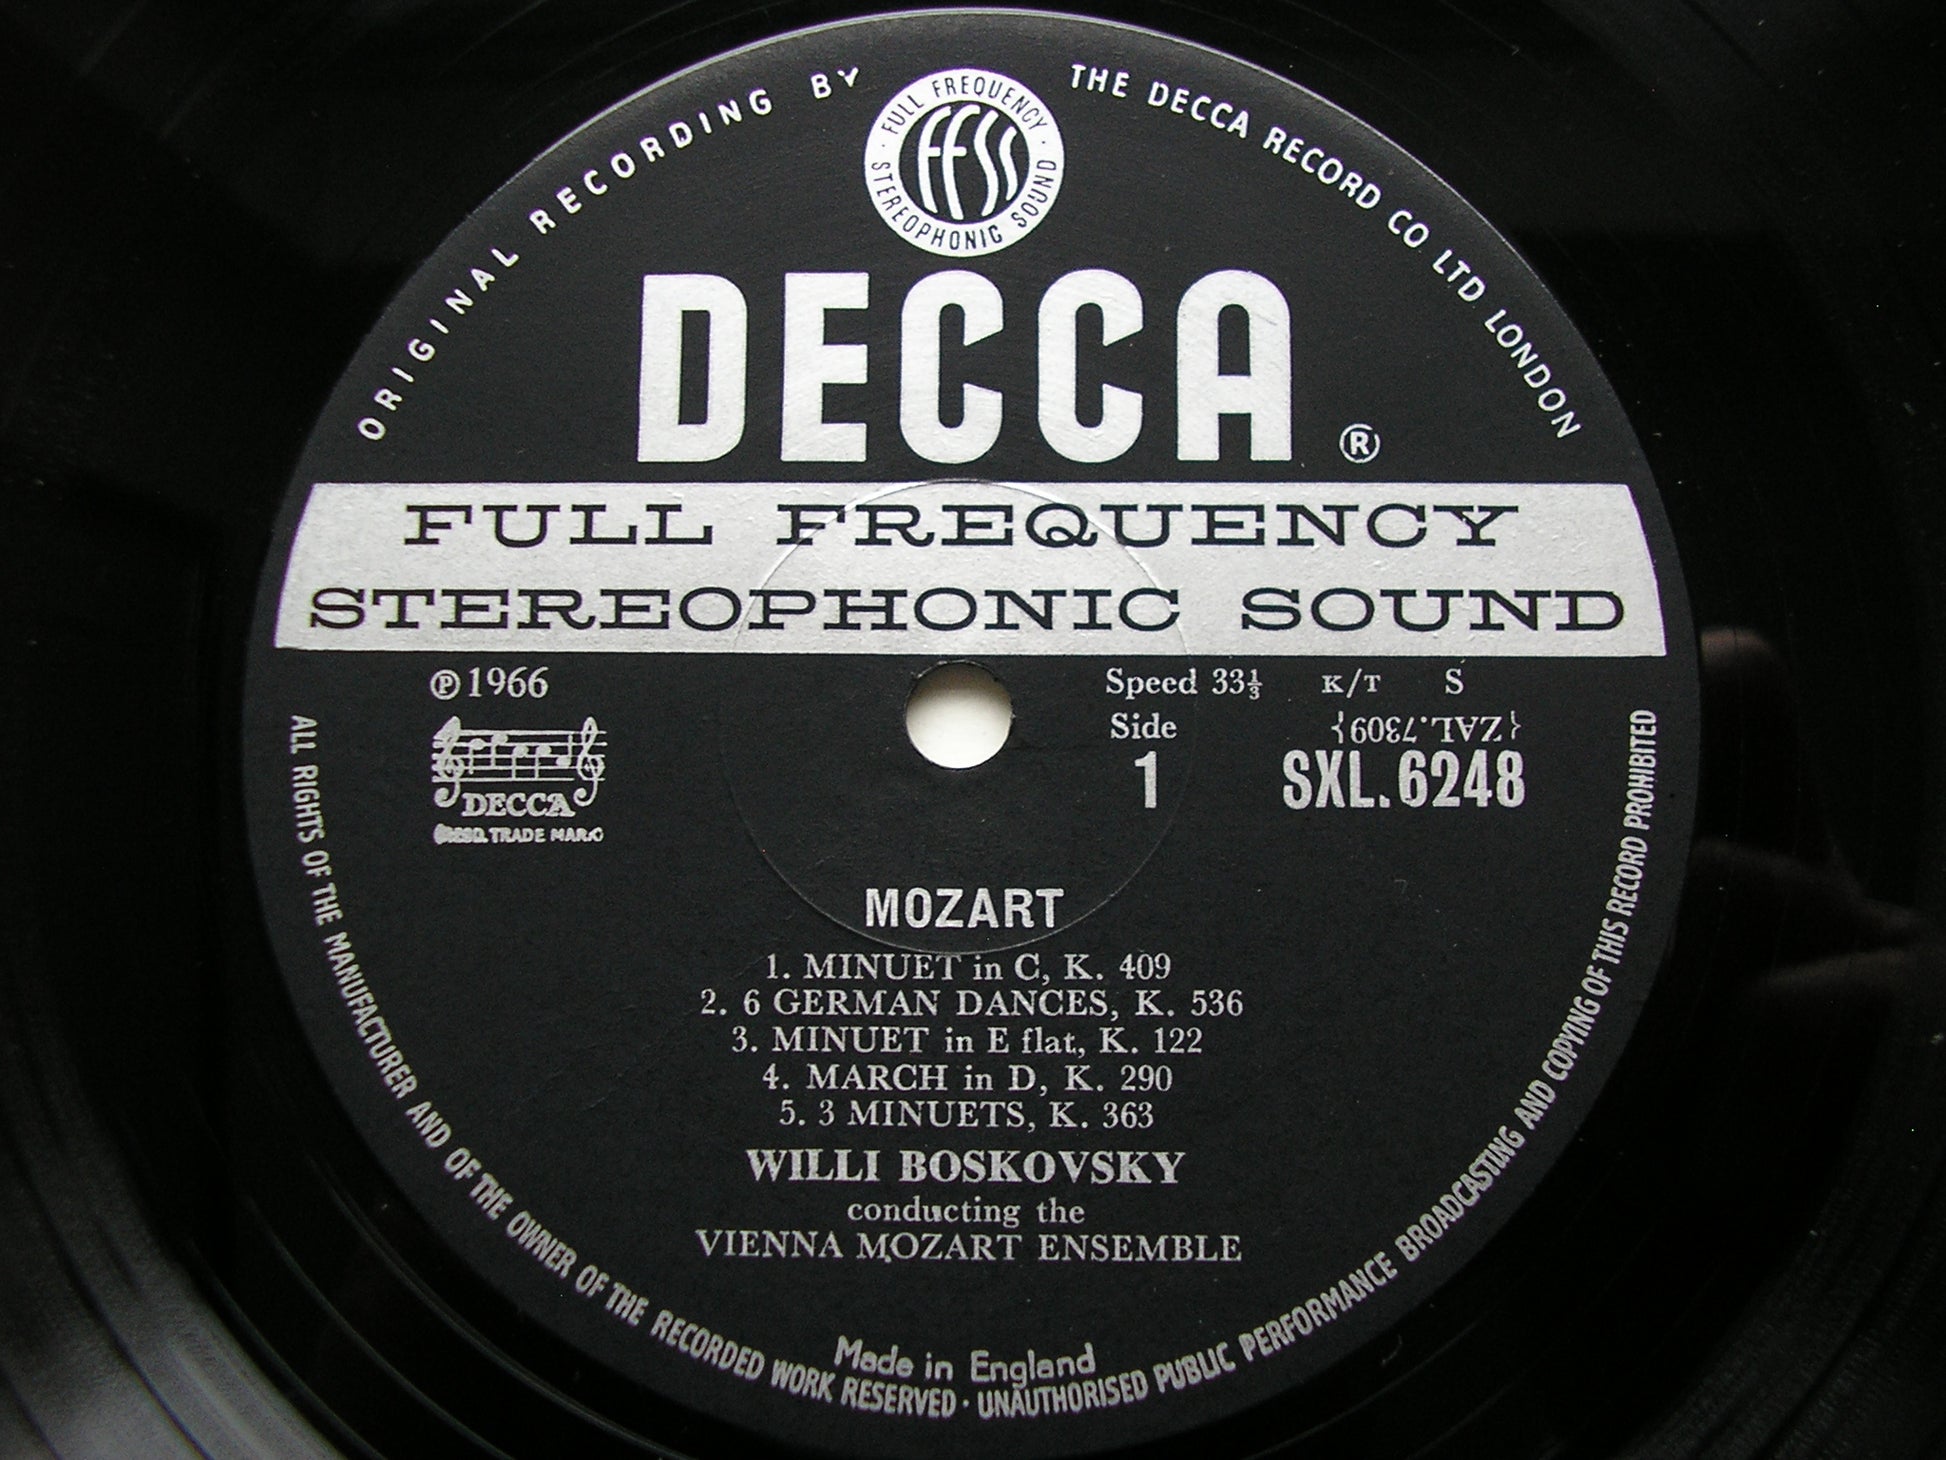 ORIGINAL RECORDING BY THE DECCA RECORD CO. LTD. LONDON
· FULL FREQUENCY · STEREOPHONIC SOUND
FFSS
DECCA ®
FULL FREQUENCY
STEREOPHONIC SOUND
℗ 1966
Speed 33⅓ K/T S
Side
{ZAL.7309}
1
SXL.6248
DECCA
REGD. TRADE MARK
MOZART
1. MINUET in C, K. 409
2. 6 GERMAN DANCES, K. 536
3. MINUET in E flat, K. 122
4. MARCH in D, K. 290
5. 3 MINUETS, K. 363
WILLI BOSKOVSKY
conducting the
VIENNA MOZART ENSEMBLE
Made in England
ALL RIGHTS OF THE MANUFACTURER AND OF THE OWNER OF THE RECORDED WORK RESERVED · UNAUTHORISED PUBLIC PERFORMANCE BROADCASTING AND COPYING OF THIS RECORD PROHIBITED